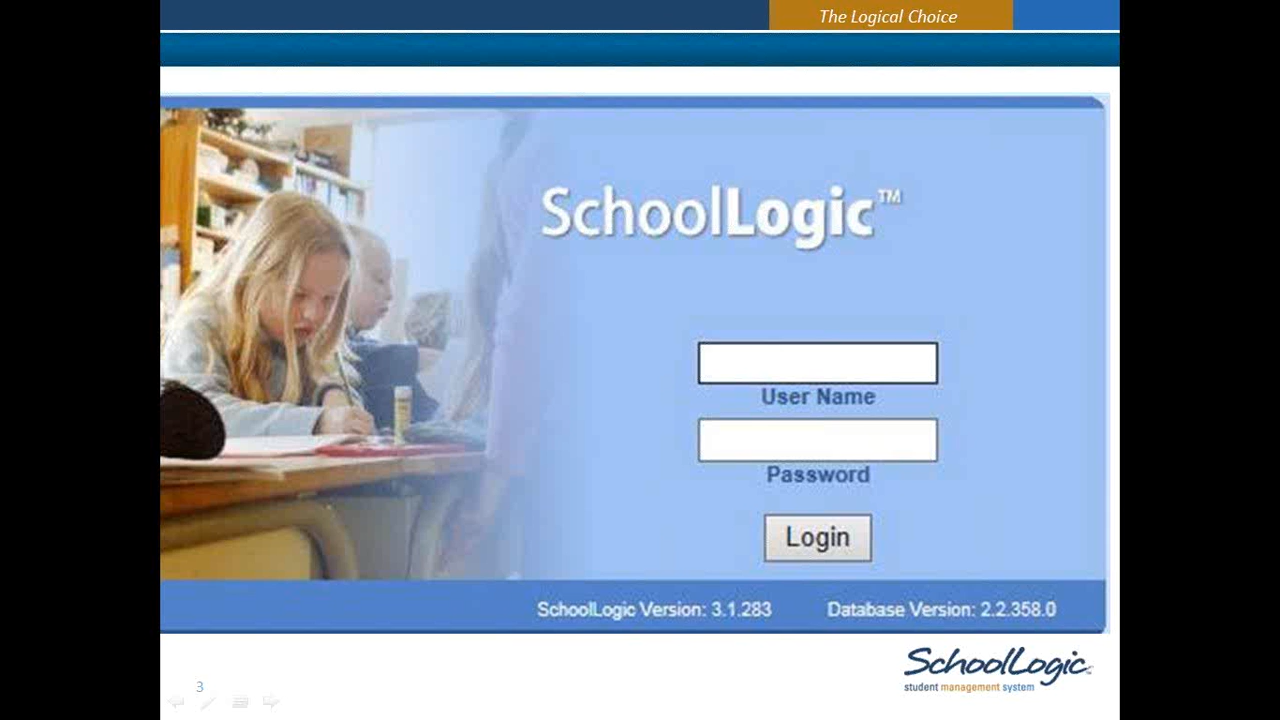 The Logical Choice
SchoolLogic™
User Name
Password
Login
SchoolLogic Version: 3.1.283 Database Version: 2.2.358.0
SchoolLogic
student management system
3